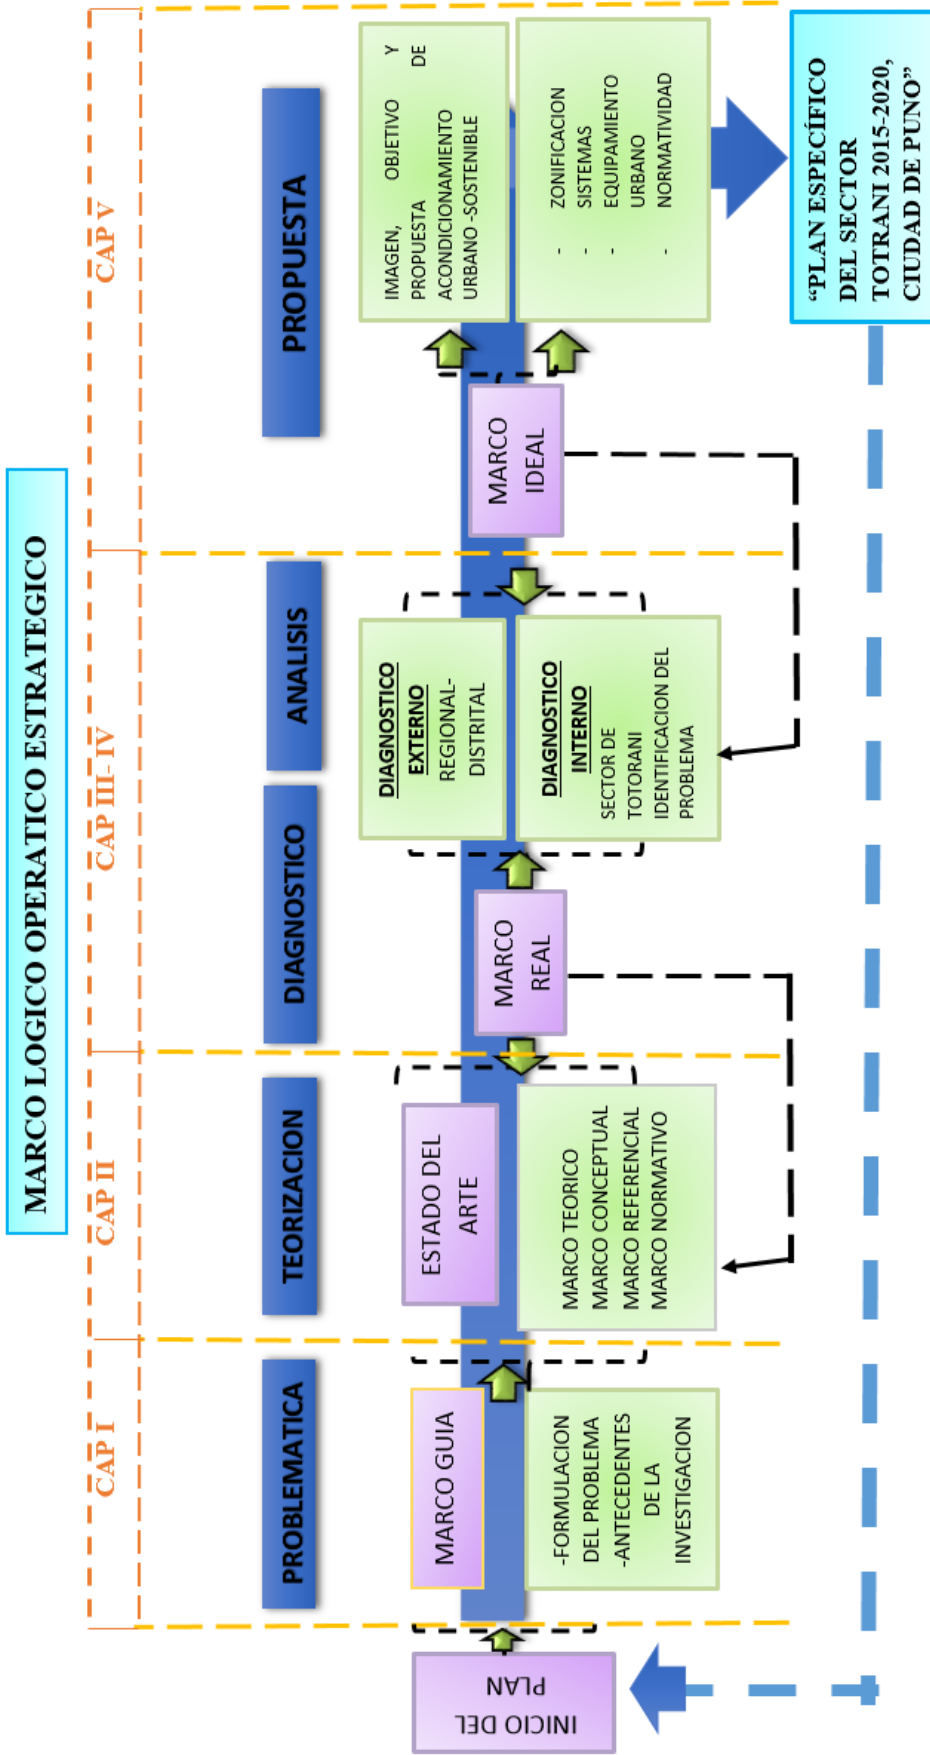 MARCO LOGICO OPERATICO ESTRATEGICO
CAP I
CAP II
CAP III- IV
CAP V
PROBLEMATICA
TEORIZACION
DIAGNOSTICO
ANALISIS
PROPUESTA
INICIO DEL
PLAN
MARCO GUIA
-FORMULACION
DEL PROBLEMA
-ANTECEDENTES
DE LA
INVESTIGACION
ESTADO DEL
ARTE
MARCO TEORICO
MARCO CONCEPTUAL
MARCO REFERENCIAL
MARCO NORMATIVO
MARCO
REAL
DIAGNOSTICO
EXTERNO
REGIONAL-
DISTRITAL
DIAGNOSTICO
INTERNO
SECTOR DE
TOTORANI
IDENTIFICACION DEL
PROBLEMA
MARCO
IDEAL
IMAGEN, OBJETIVO Y
PROPUESTA DE
ACONDICIONAMIENTO
URBANO -SOSTENIBLE
- ZONIFICACION
- SISTEMAS
- EQUIPAMIENTO
URBANO
- NORMATIVIDAD
“PLAN ESPECÍFICO
DEL SECTOR
TOTRANI 2015-2020,
CIUDAD DE PUNO”